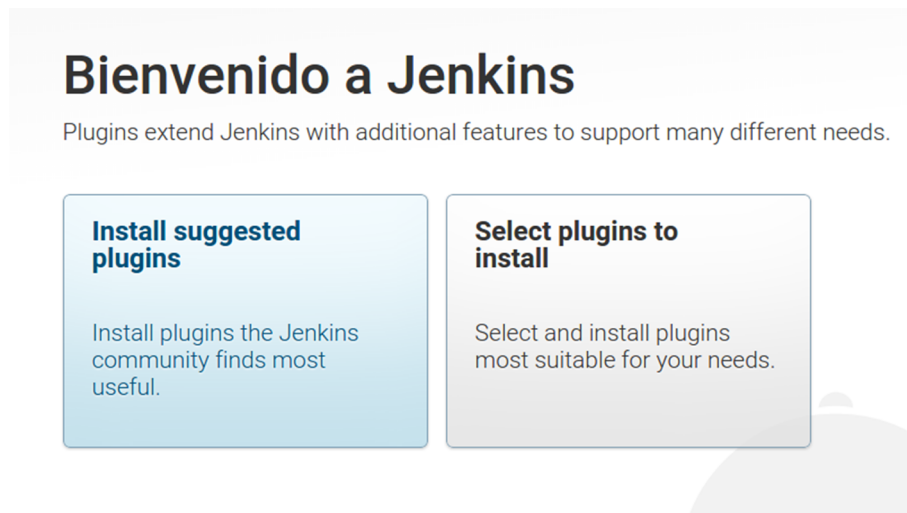 Bienvenido a Jenkins
Plugins extend Jenkins with additional features to support many different needs.
Install suggested
plugins
Install plugins the Jenkins
community finds most
useful.
Select plugins to
install
Select and install plugins
most suitable for your needs.